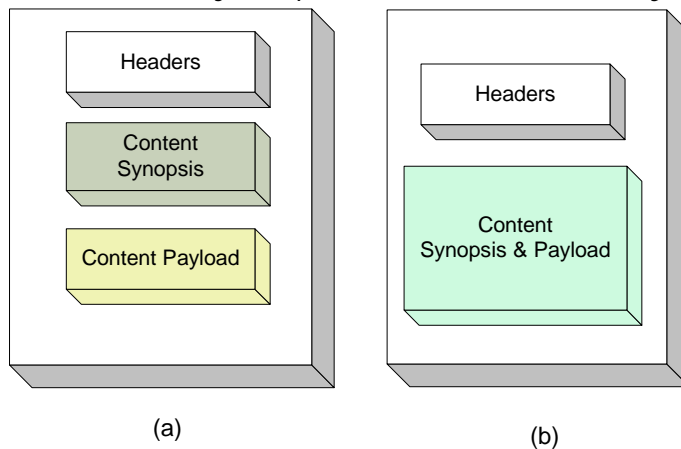 Headers
Content
Synopsis
Content Payload
(a)
Headers
Content
Synopsis & Payload
(b)